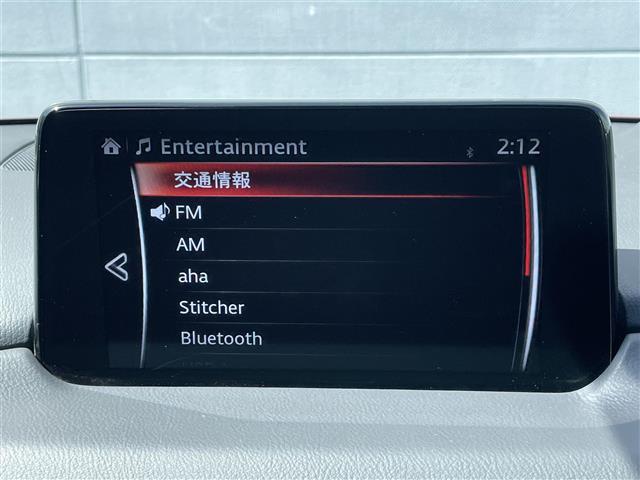 Entertainment 2:12
交通情報
FM
AM
aha
Stitcher
Bluetooth